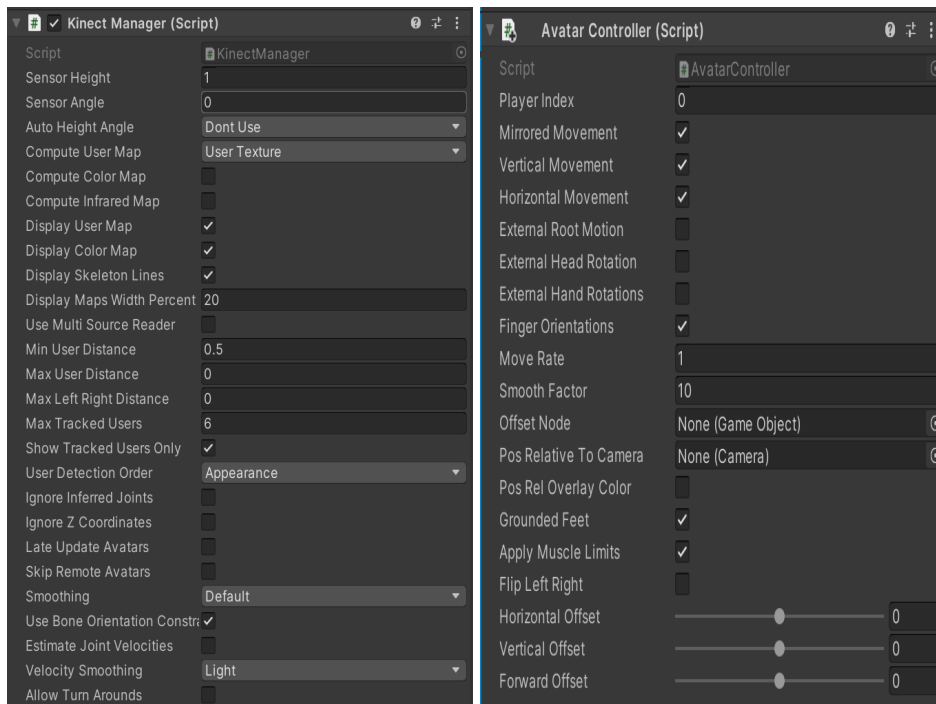 Kinect Manager (Script)
Script KinectManager
Sensor Height 1
Sensor Angle 0
Auto Height Angle Dont Use
Compute User Map User Texture
Compute Color Map
Compute Infrared Map
Display User Map
Display Color Map
Display Skeleton Lines
Display Maps Width Percent 20
Use Multi Source Reader
Min User Distance 0.5
Max User Distance 0
Max Left Right Distance 0
Max Tracked Users 6
Show Tracked Users Only
User Detection Order Appearance
Ignore Inferred Joints
Ignore Z Coordinates
Late Update Avatars
Skip Remote Avatars
Smoothing Default
Use Bone Orientation Constra
Estimate Joint Velocities
Velocity Smoothing Light
Allow Turn Arounds
Avatar Controller (Script)
Script AvatarController
Player Index 0
Mirrored Movement
Vertical Movement
Horizontal Movement
External Root Motion
External Head Rotation
External Hand Rotations
Finger Orientations
Move Rate 1
Smooth Factor 10
Offset Node None (Game Object)
Pos Relative To Camera None (Camera)
Pos Rel Overlay Color
Grounded Feet
Apply Muscle Limits
Flip Left Right
Horizontal Offset 0
Vertical Offset 0
Forward Offset 0